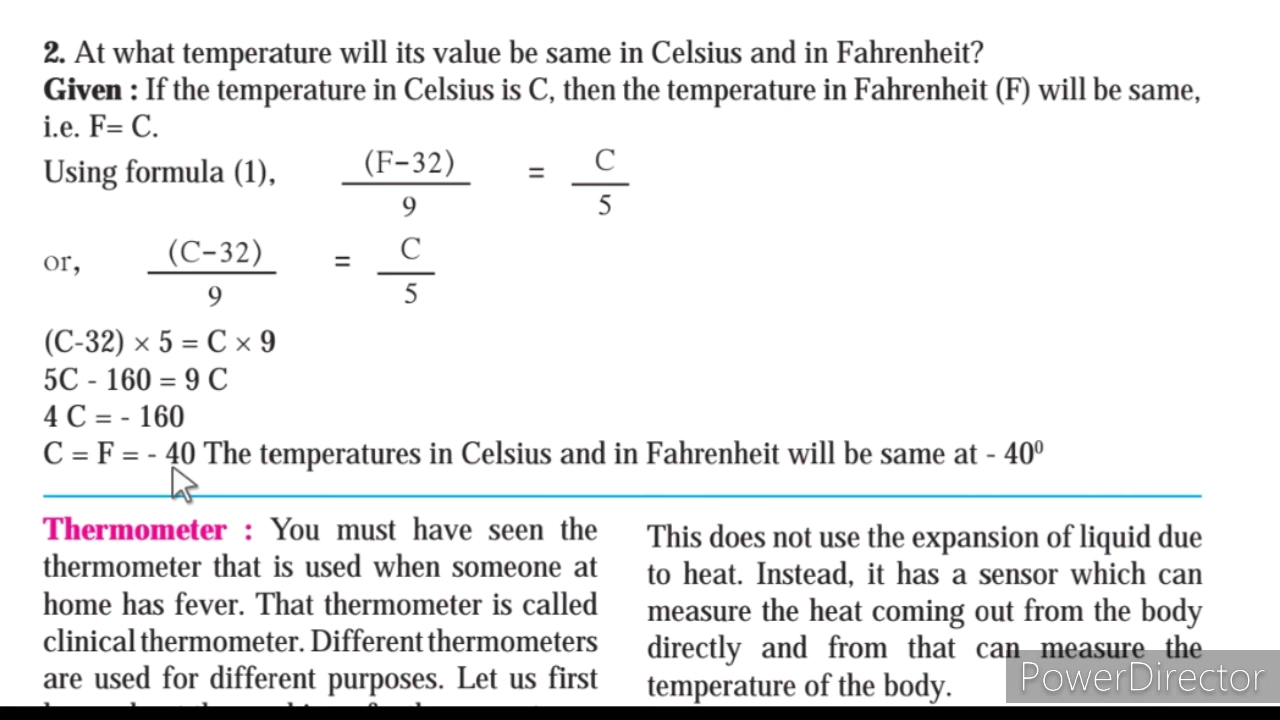 2. At what temperature will its value be same in Celsius and in Fahrenheit?
Given : If the temperature in Celsius is C, then the temperature in Fahrenheit (F) will be same,
i.e. F= C.
Using formula (1), (F-32) = C
9 5
or, (C-32) = C
9 5
(C-32) × 5 = C × 9
5C - 160 = 9 C
4 C = - 160
C = F = - 40 The temperatures in Celsius and in Fahrenheit will be same at - 40⁰
Thermometer : You must have seen the
thermometer that is used when someone at
home has fever. That thermometer is called
clinical thermometer. Different thermometers
are used for different purposes. Let us first
This does not use the expansion of liquid due
to heat. Instead, it has a sensor which can
measure the heat coming out from the body
directly and from that can measure the
temperature of the body.
PowerDirector